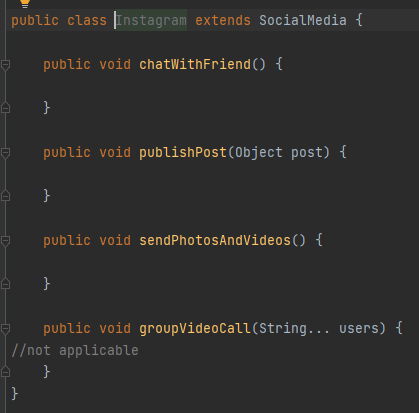 public class Instagram extends SocialMedia {
public void chatWithFriend() {
}
public void publishPost(Object post) {
}
public void sendPhotosAndVideos() {
}
public void groupVideoCall(String... users) {
//not applicable
}
}